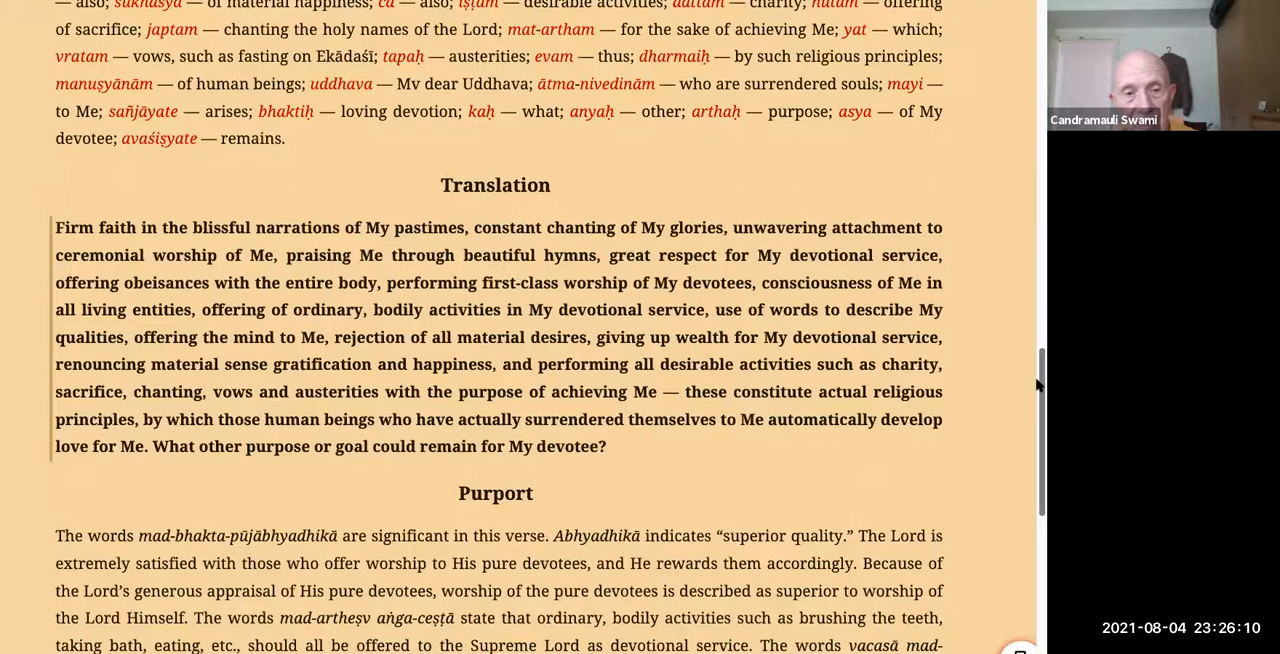 — also; sukhasya — of material happiness; ca — also; iṣṭam — desirable activities; dattam — charity; hutam — offering
of sacrifice; japtam — chanting the holy names of the Lord; mat-artham — for the sake of achieving Me; yat — which;
vratam — vows, such as fasting on Ekādaśī; tapaḥ — austerities; evam — thus; dharmaiḥ — by such religious principles;
manuṣyānām — of human beings; uddhava — Mv dear Uddhava; ātma-nivedinām — who are surrendered souls; mayi —
to Me; sañjāyate — arises; bhaktiḥ — loving devotion; kaḥ — what; anyaḥ — other; arthaḥ — purpose; asya — of My
devotee; avaśiṣyate — remains.
Translation
Firm faith in the blissful narrations of My pastimes, constant chanting of My glories, unwavering attachment to
ceremonial worship of Me, praising Me through beautiful hymns, great respect for My devotional service,
offering obeisances with the entire body, performing first-class worship of My devotees, consciousness of Me in
all living entities, offering of ordinary, bodily activities in My devotional service, use of words to describe My
qualities, offering the mind to Me, rejection of all material desires, giving up wealth for My devotional service,
renouncing material sense gratification and happiness, and performing all desirable activities such as charity,
sacrifice, chanting, vows and austerities with the purpose of achieving Me — these constitute actual religious
principles, by which those human beings who have actually surrendered themselves to Me automatically develop
love for Me. What other purpose or goal could remain for My devotee?
Purport
The words mad-bhakta-pūjābhyadhikā are significant in this verse. Abhyadhikā indicates “superior quality.” The Lord is
extremely satisfied with those who offer worship to His pure devotees, and He rewards them accordingly. Because of
the Lord’s generous appraisal of His pure devotees, worship of the pure devotees is described as superior to worship of
the Lord Himself. The words mad-artheṣv aṅga-ceṣṭā state that ordinary, bodily activities such as brushing the teeth,
taking bath, eating, etc., should all be offered to the Supreme Lord as devotional service. The words vacasā mad-
Candramauli Swami
2021-08-04 23:26:10